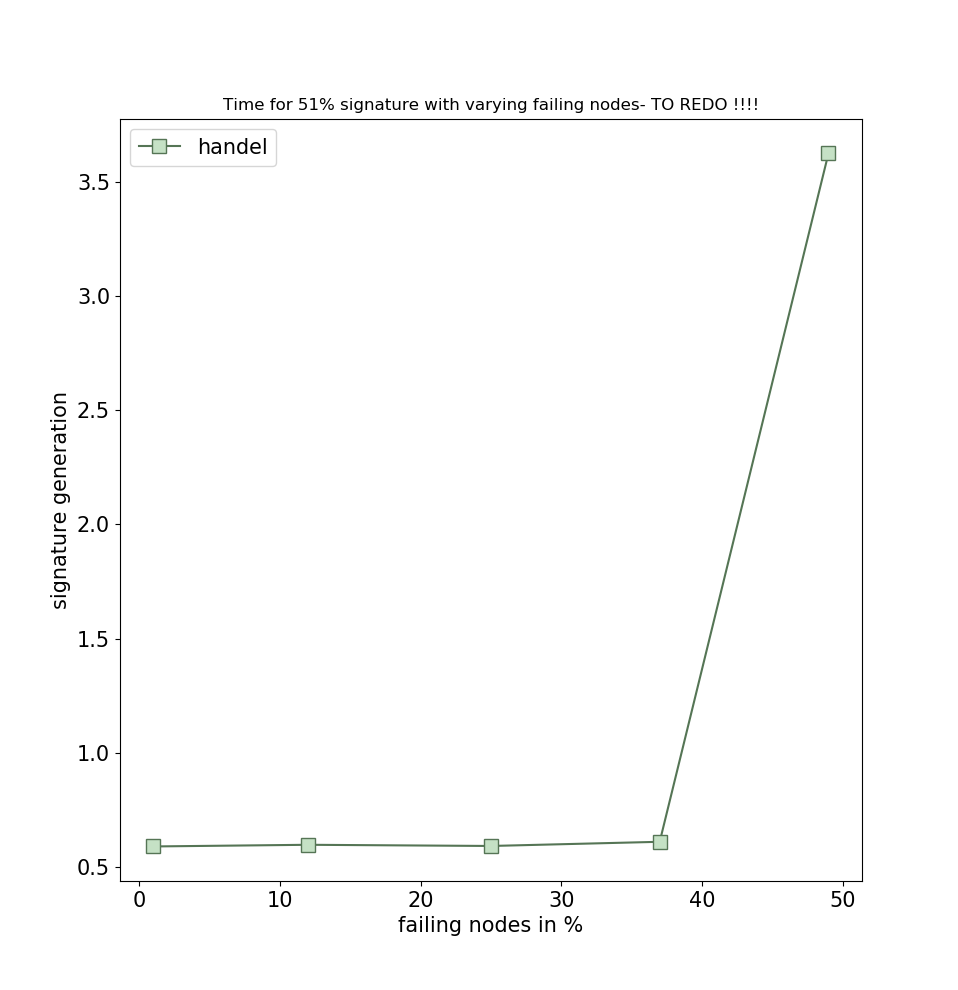 Time for 51% signature with varying failing nodes- TO REDO !!!!
handel
3.5
3.0
2.5
2.0
1.5
1.0
0.5
signature generation
0 10 20 30 40 50
failing nodes in %